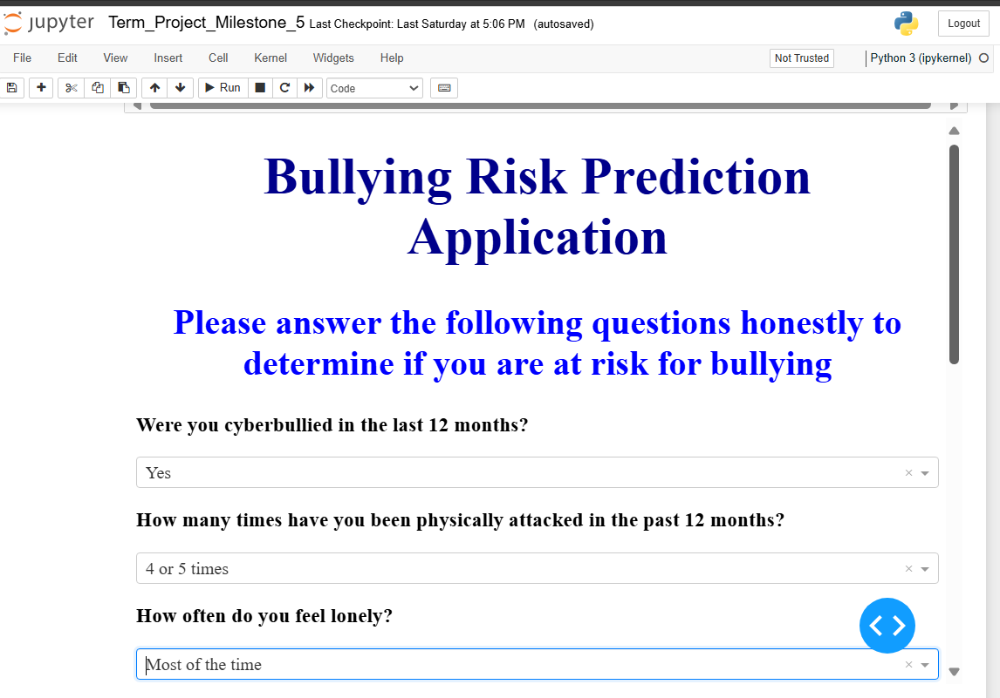 jupyter Term_Project_Milestone_5 Last Checkpoint: Last Saturday at 5:06 PM (autosaved) Logout
File Edit View Insert Cell Kernel Widgets Help Not Trusted Python 3 (ipykernel)
Run Code
Bullying Risk Prediction
Application
Please answer the following questions honestly to
determine if you are at risk for bullying
Were you cyberbullied in the last 12 months?
Yes
How many times have you been physically attacked in the past 12 months?
4 or 5 times
How often do you feel lonely?
Most of the time